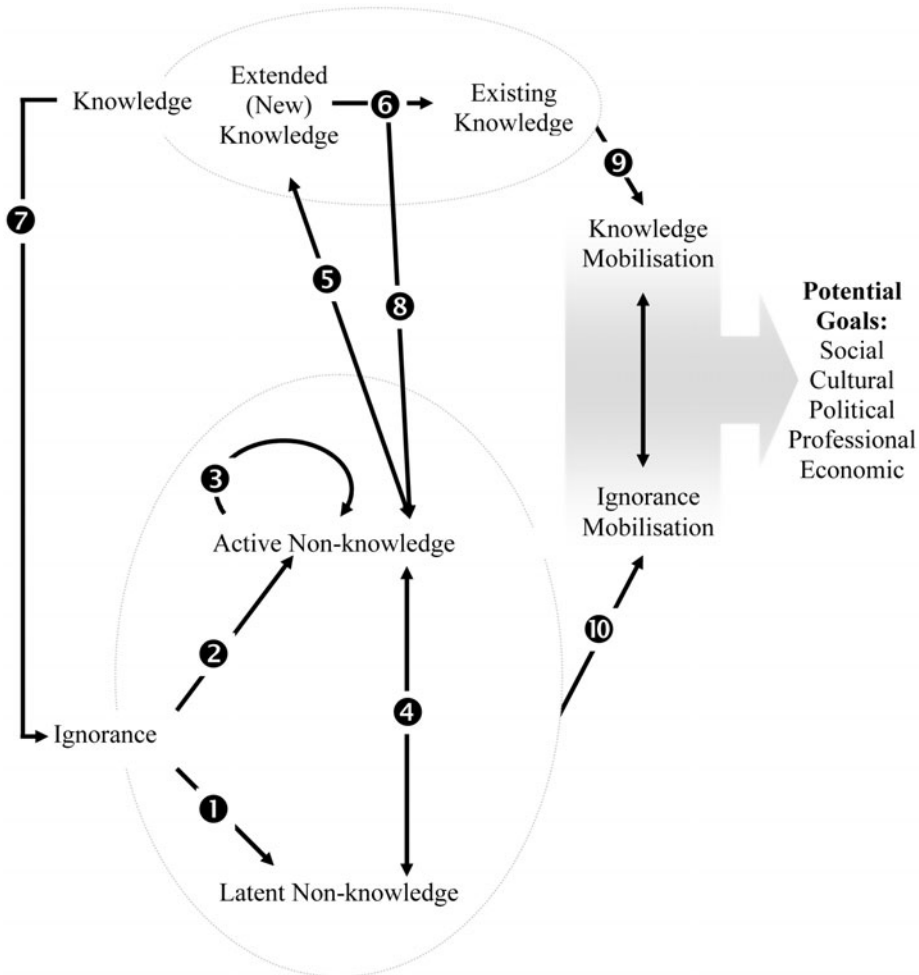 Knowledge
Extended
(New)
Knowledge
6
Existing
Knowledge
9
7
Knowledge
Mobilisation
5
8
Potential
Goals:
Social
Cultural
Political
Professional
Economic
3
Ignorance
Mobilisation
Active Non-knowledge
10
2
4
Ignorance
1
Latent Non-knowledge